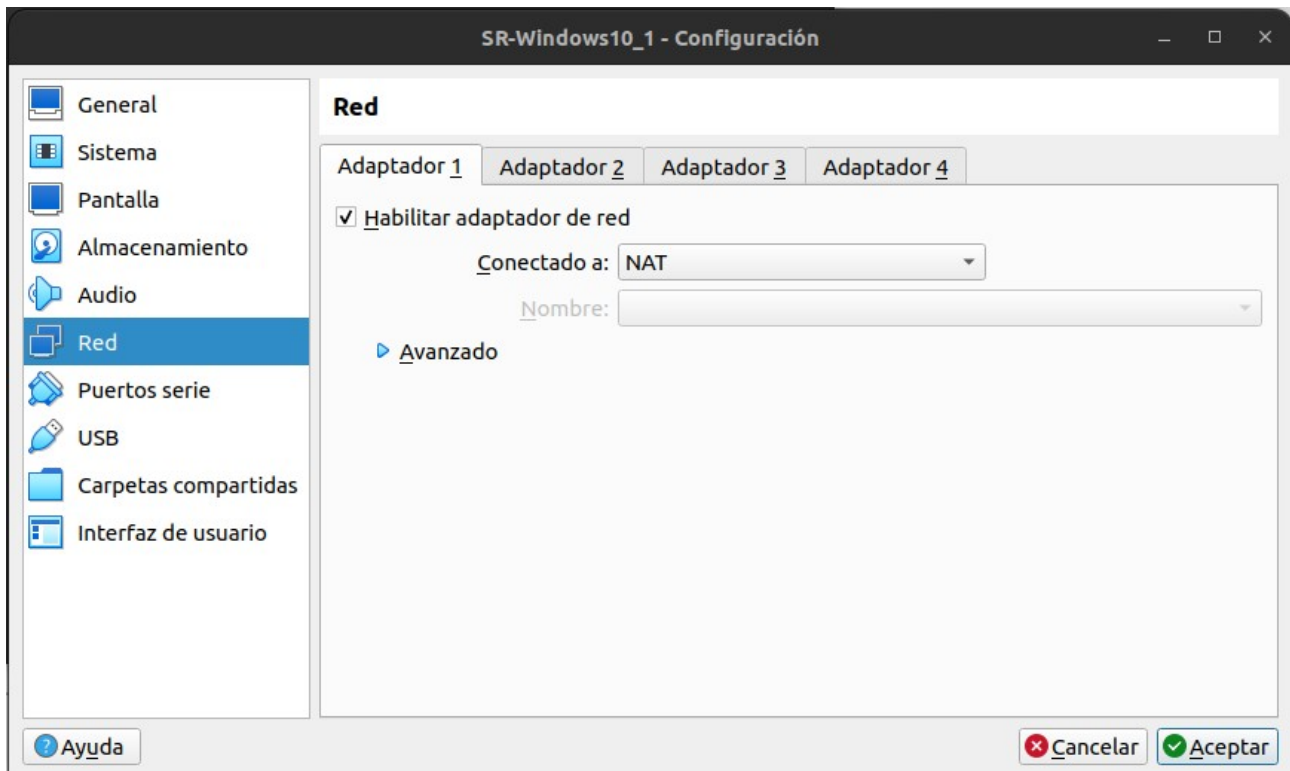 SR-Windows10_1 - Configuración
General
Sistema
Pantalla
Almacenamiento
Audio
Red
Puertos serie
USB
Carpetas compartidas
Interfaz de usuario
Red
Adaptador 1 Adaptador 2 Adaptador 3 Adaptador 4
Habilitar adaptador de red
Conectado a: NAT
Nombre:
Avanzado
Ayuda Cancelar Aceptar